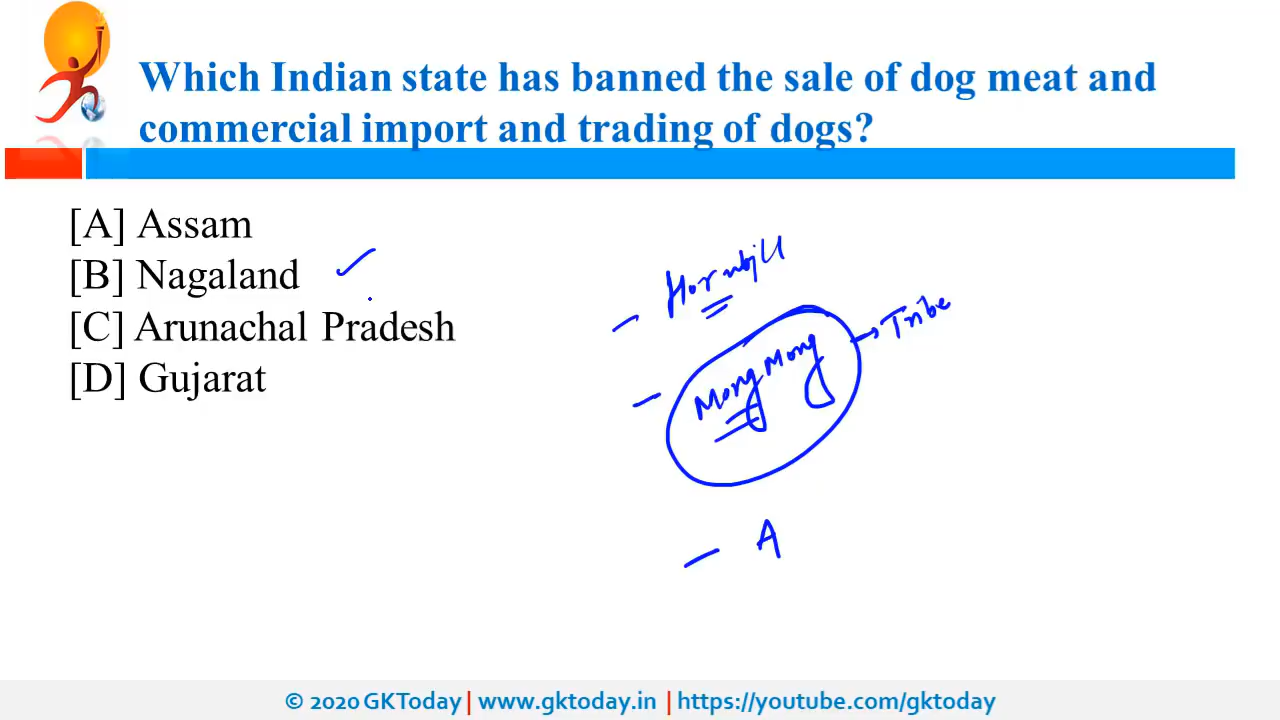 Which Indian state has banned the sale of dog meat and
commercial import and trading of dogs?
[A] Assam
[B] Nagaland
[C] Arunachal Pradesh
[D] Gujarat
- Hornbill
- Mong Mong → Tribe
- A
© 2020 GKToday | www.gktoday.in | https://youtube.com/gktoday